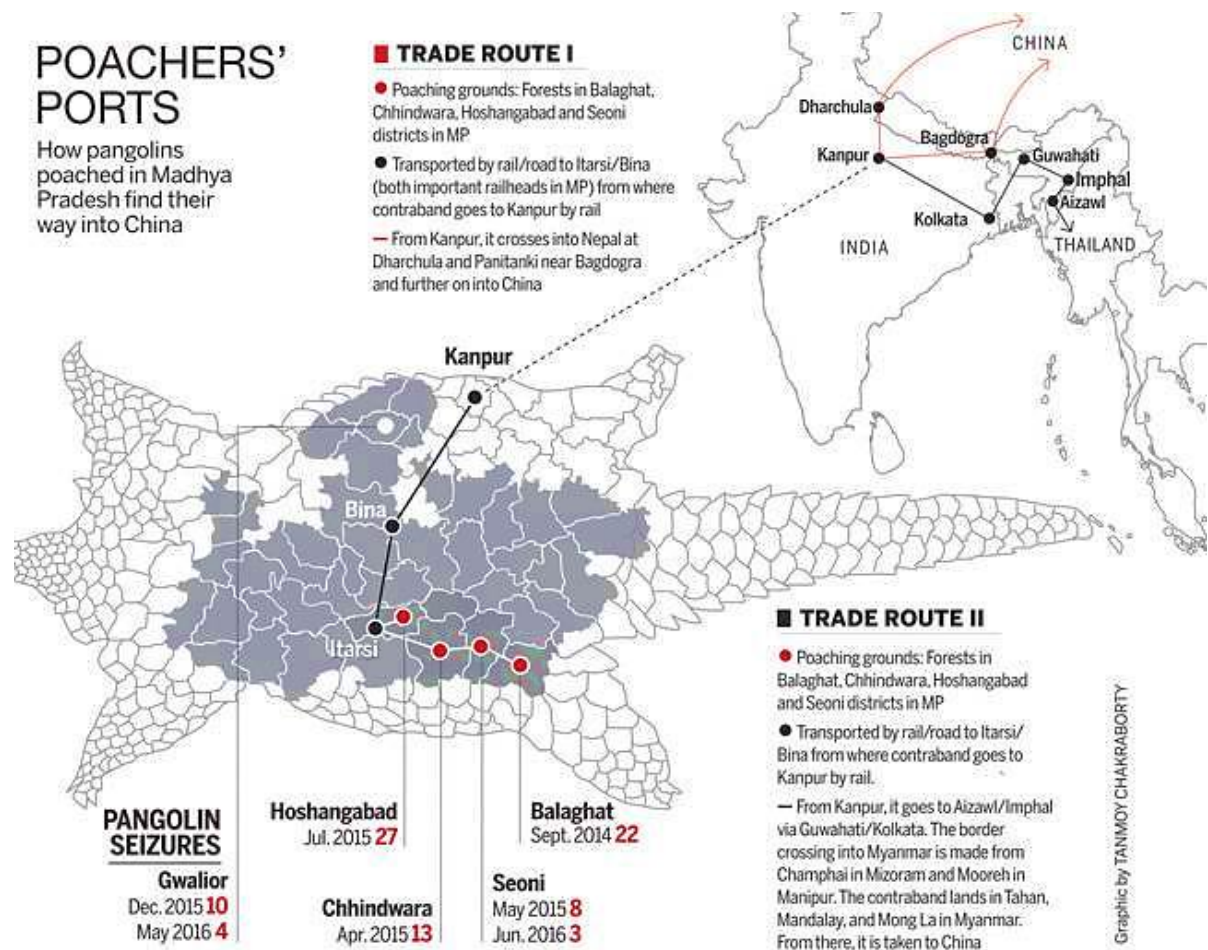 POACHERS'
PORTS
How pangolins
poached in Madhya
Pradesh find their
way into China
TRADE ROUTE I
Poaching grounds: Forests in Balaghat,
Chhindwara, Hoshangabad and Seoni
districts in MP
Transported by rail/road to Itarsi/Bina
(both important railheads in MP) from where
contraband goes to Kanpur by rail
From Kanpur, it crosses into Nepal at
Dharchula and Panitanki near Bagdogra
and further on into China
CHINA
Dharchula
Bagdogra
Kanpur
Guwahati
Imphal
Aizawl
Kolkata
INDIA
THAILAND
Kanpur
Bina
Itarsi
PANGOLIN
SEIZURES
Gwalior
Dec. 2015 10
May 2016 4
Hoshangabad
Jul. 2015 27
Chhindwara
Apr. 2015 13
Seoni
May 2015 8
Jun. 2016 3
Balaghat
Sept. 2014 22
TRADE ROUTE II
Poaching grounds: Forests in
Balaghat, Chhindwara, Hoshangabad
and Seoni districts in MP
Transported by rail/road to Itarsi/
Bina from where contraband goes to
Kanpur by rail.
From Kanpur, it goes to Aizawl/Imphal
via Guwahati/Kolkata. The border
crossing into Myanmar is made from
Champhai in Mizoram and Mooreh in
Manipur. The contraband lands in Tahan,
Mandalay, and Mong La in Myanmar.
From there, it is taken to China
Graphic by TANMOY CHAKRABORTY